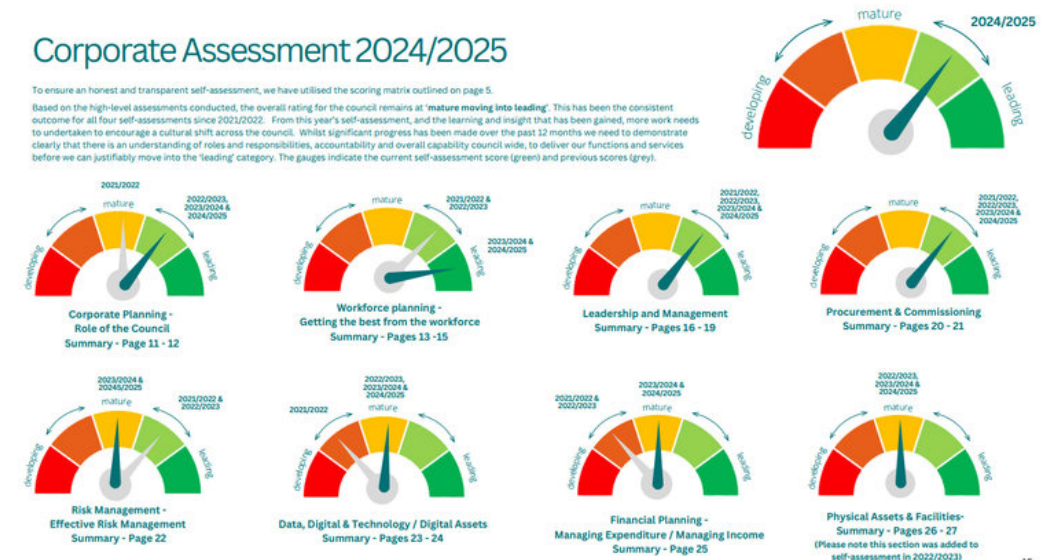 Corporate Assessment 2024/2025
To ensure an honest and transparent self-assessment, we have utilised the scoring matrix outlined on page 5.
Based on the high-level assessments conducted, the overall rating for the council remains at 'mature moving into leading'. This has been the consistent
outcome for all four self-assessments since 2021/2022. From this year's self-assessment, and the learning and insight that has been gained, more work needs
to undertaken to encourage a cultural shift across the council. Whilst significant progress has been made over the past 12 months we need to demonstrate
clearly that there is an understanding of roles and responsibilities, accountability and overall capability council wide, to deliver our functions and services
before we can justifiably move into the 'leading' category. The gauges indicate the current self-assessment score (green) and previous scores (grey).
developing
mature
leading
2024/2025
2021/2022
2022/2023,
2023/2024 &
2024/2025
developing
mature
leading
Corporate Planning -
Role of the Council
Summary - Page 11 - 12
2021/2022 &
2022/2023
2023/2024 &
2024/2025
developing
mature
leading
Workforce planning -
Getting the best from the workforce
Summary - Pages 13 -15
2021/2022,
2022/2023,
2023/2024 &
2024/2025
developing
mature
leading
Leadership and Management
Summary - Pages 16 - 19
2021/2022,
2022/2023,
2023/2024 &
2024/2025
developing
mature
leading
Procurement & Commissioning
Summary - Pages 20 - 21
2023/2024 &
20245/2025
2021/2022 &
2022/2023
developing
mature
leading
Risk Management -
Effective Risk Management
Summary - Page 22
2021/2022
2022/2023,
2023/2024 &
2024/2025
developing
mature
leading
Data, Digital & Technology / Digital Assets
Summary - Pages 23 - 24
2021/2022 &
2022/2023
2023/2024 &
2024/2025
developing
mature
leading
Financial Planning -
Managing Expenditure / Managing Income
Summary - Page 25
2022/2023,
2023/2024 &
2024/2025
developing
mature
leading
Physical Assets & Facilities-
Summary - Pages 26 - 27
(Please note this section was added to
self-assessment in 2022/2023)